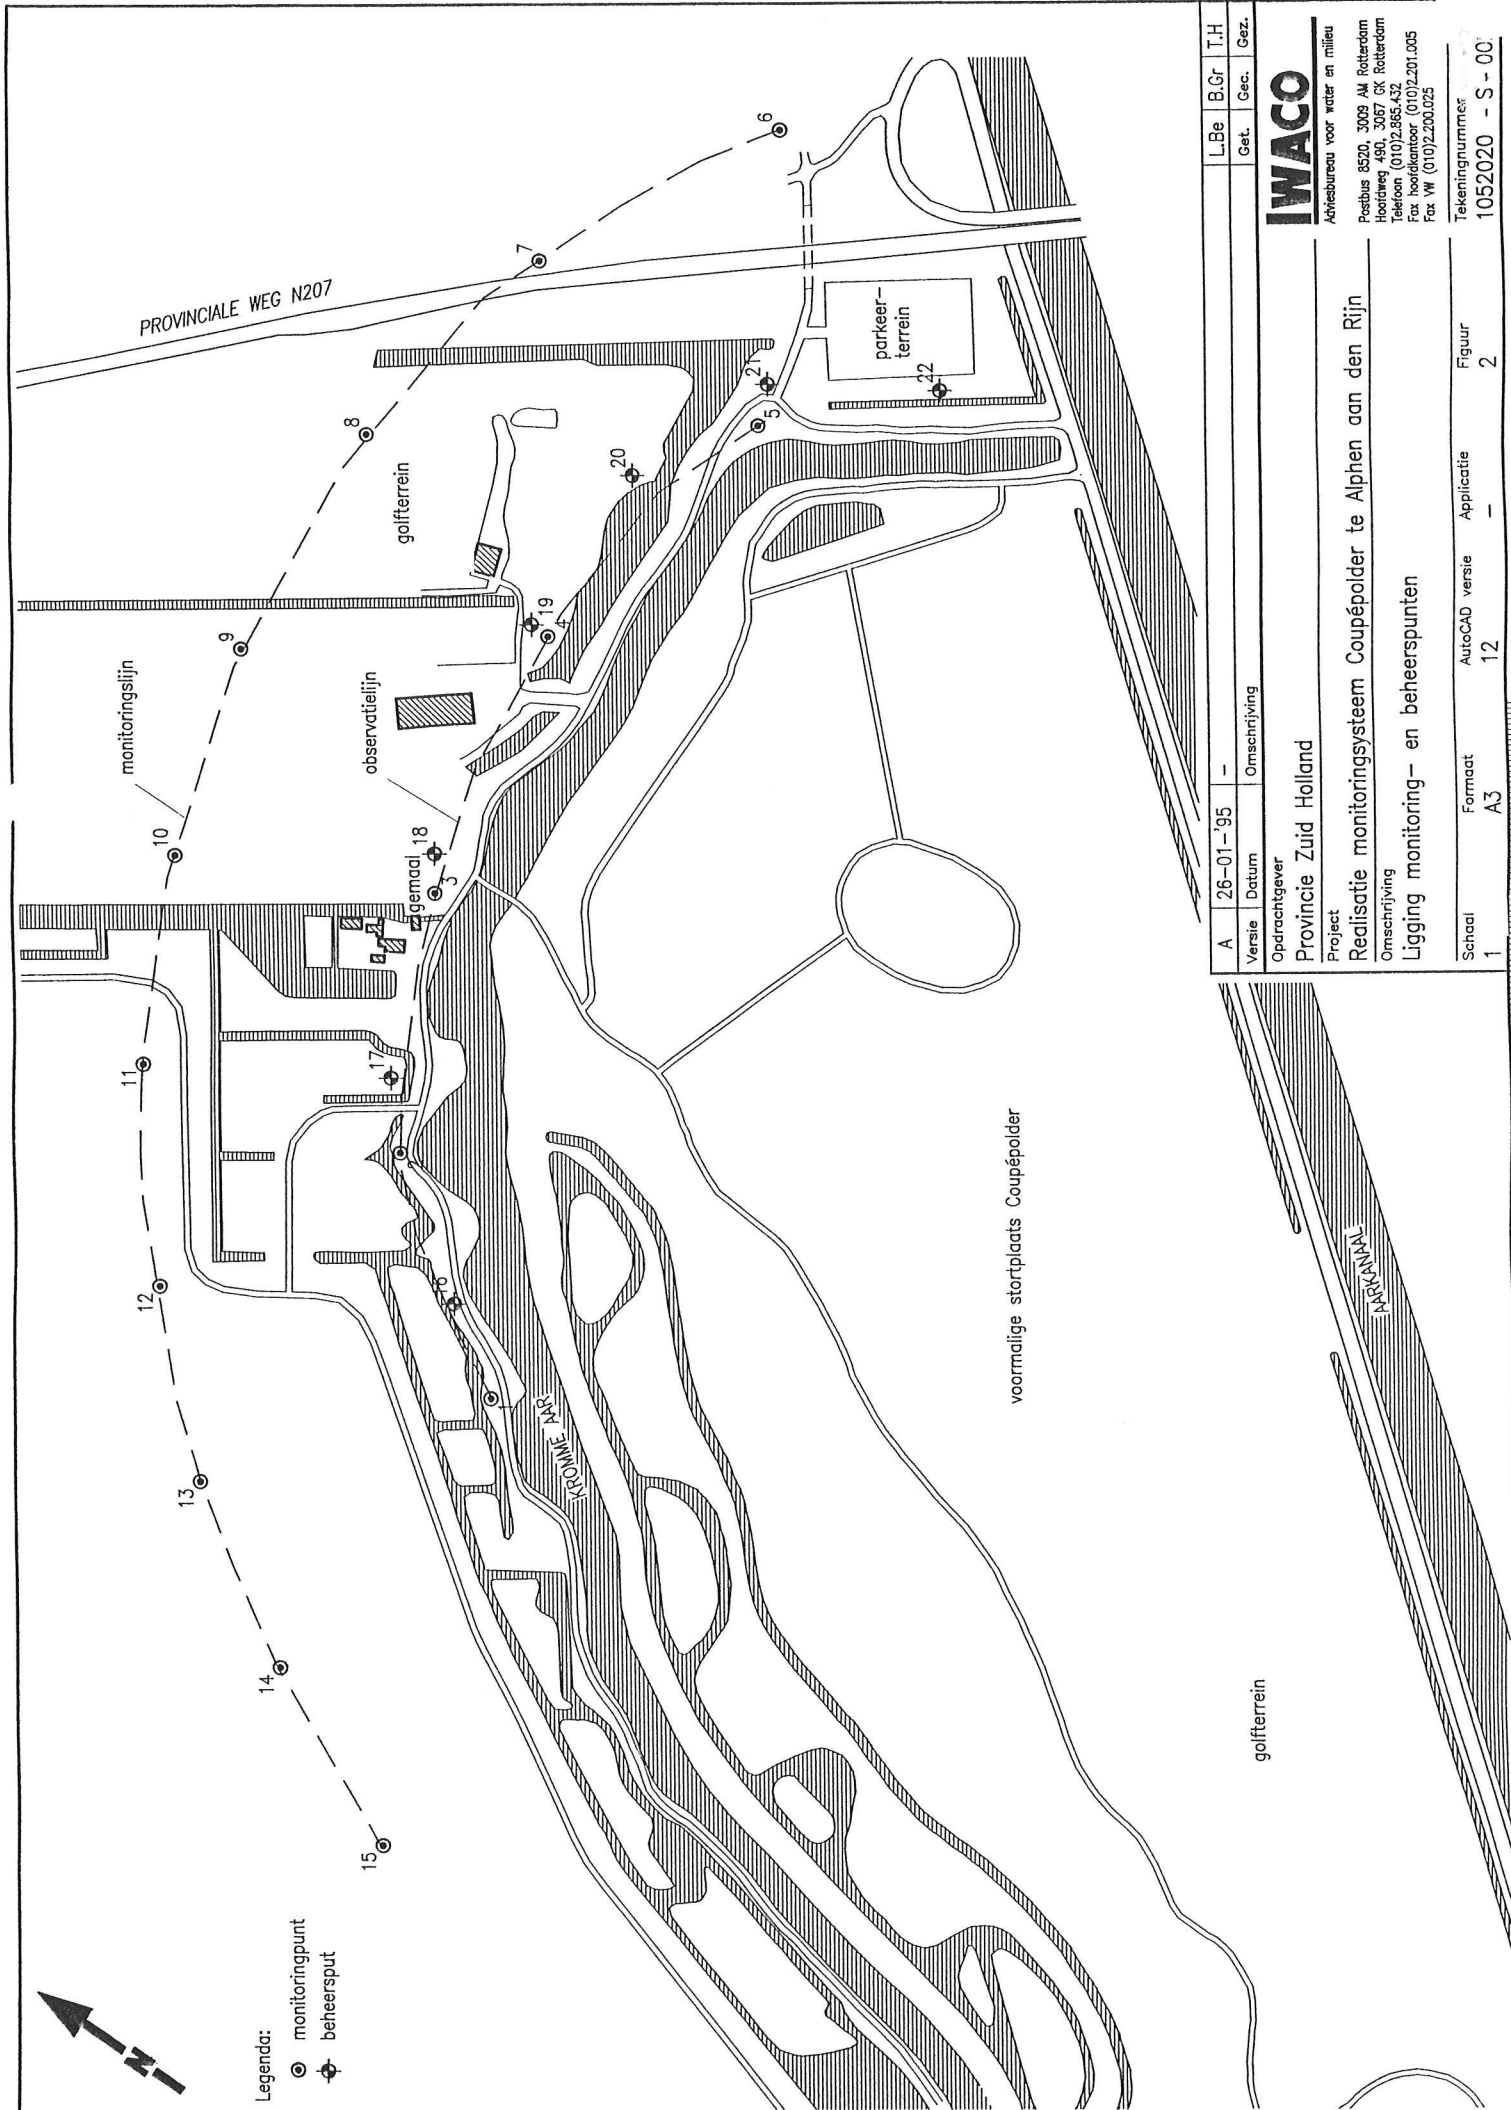 PROVINCIALE WEG N207
6
7
8
9
10
11
12
13
14
15
monitoringslijn
observatielijn
golfterrein
parkeer-
terrein
21
22
5
20
19
4
18
3
gemaal
17
16
1
KROMME AAR
voormalige stortplaats Coupépolder
golfterrein
AARKANAAL
N
Legenda:
monitoringpunt
beheersput
A 26-01-'95 - L.Be B.Gr T.H
Versie Datum Omschrijving Get. Gec. Gez.
Opdrachtgever
Provincie Zuid Holland
Project
Realisatie monitoringsysteem Coupépolder te Alphen aan den Rijn
Omschrijving
Ligging monitoring- en beheerspunten
IWACO
Adviesbureau voor water en milieu
Postbus 8520, 3009 AM Rotterdam
Hoofdweg 490, 3067 GK Rotterdam
Telefoon (010)2.865.432
Fax hoofdkantoor (010)2.201.005
Fax VW (010)2.200.025
Schaal Formaat AutoCAD versie Applicatie Figuur Tekeningnummer
1 A3 12 - 2 1052020 - S - 00